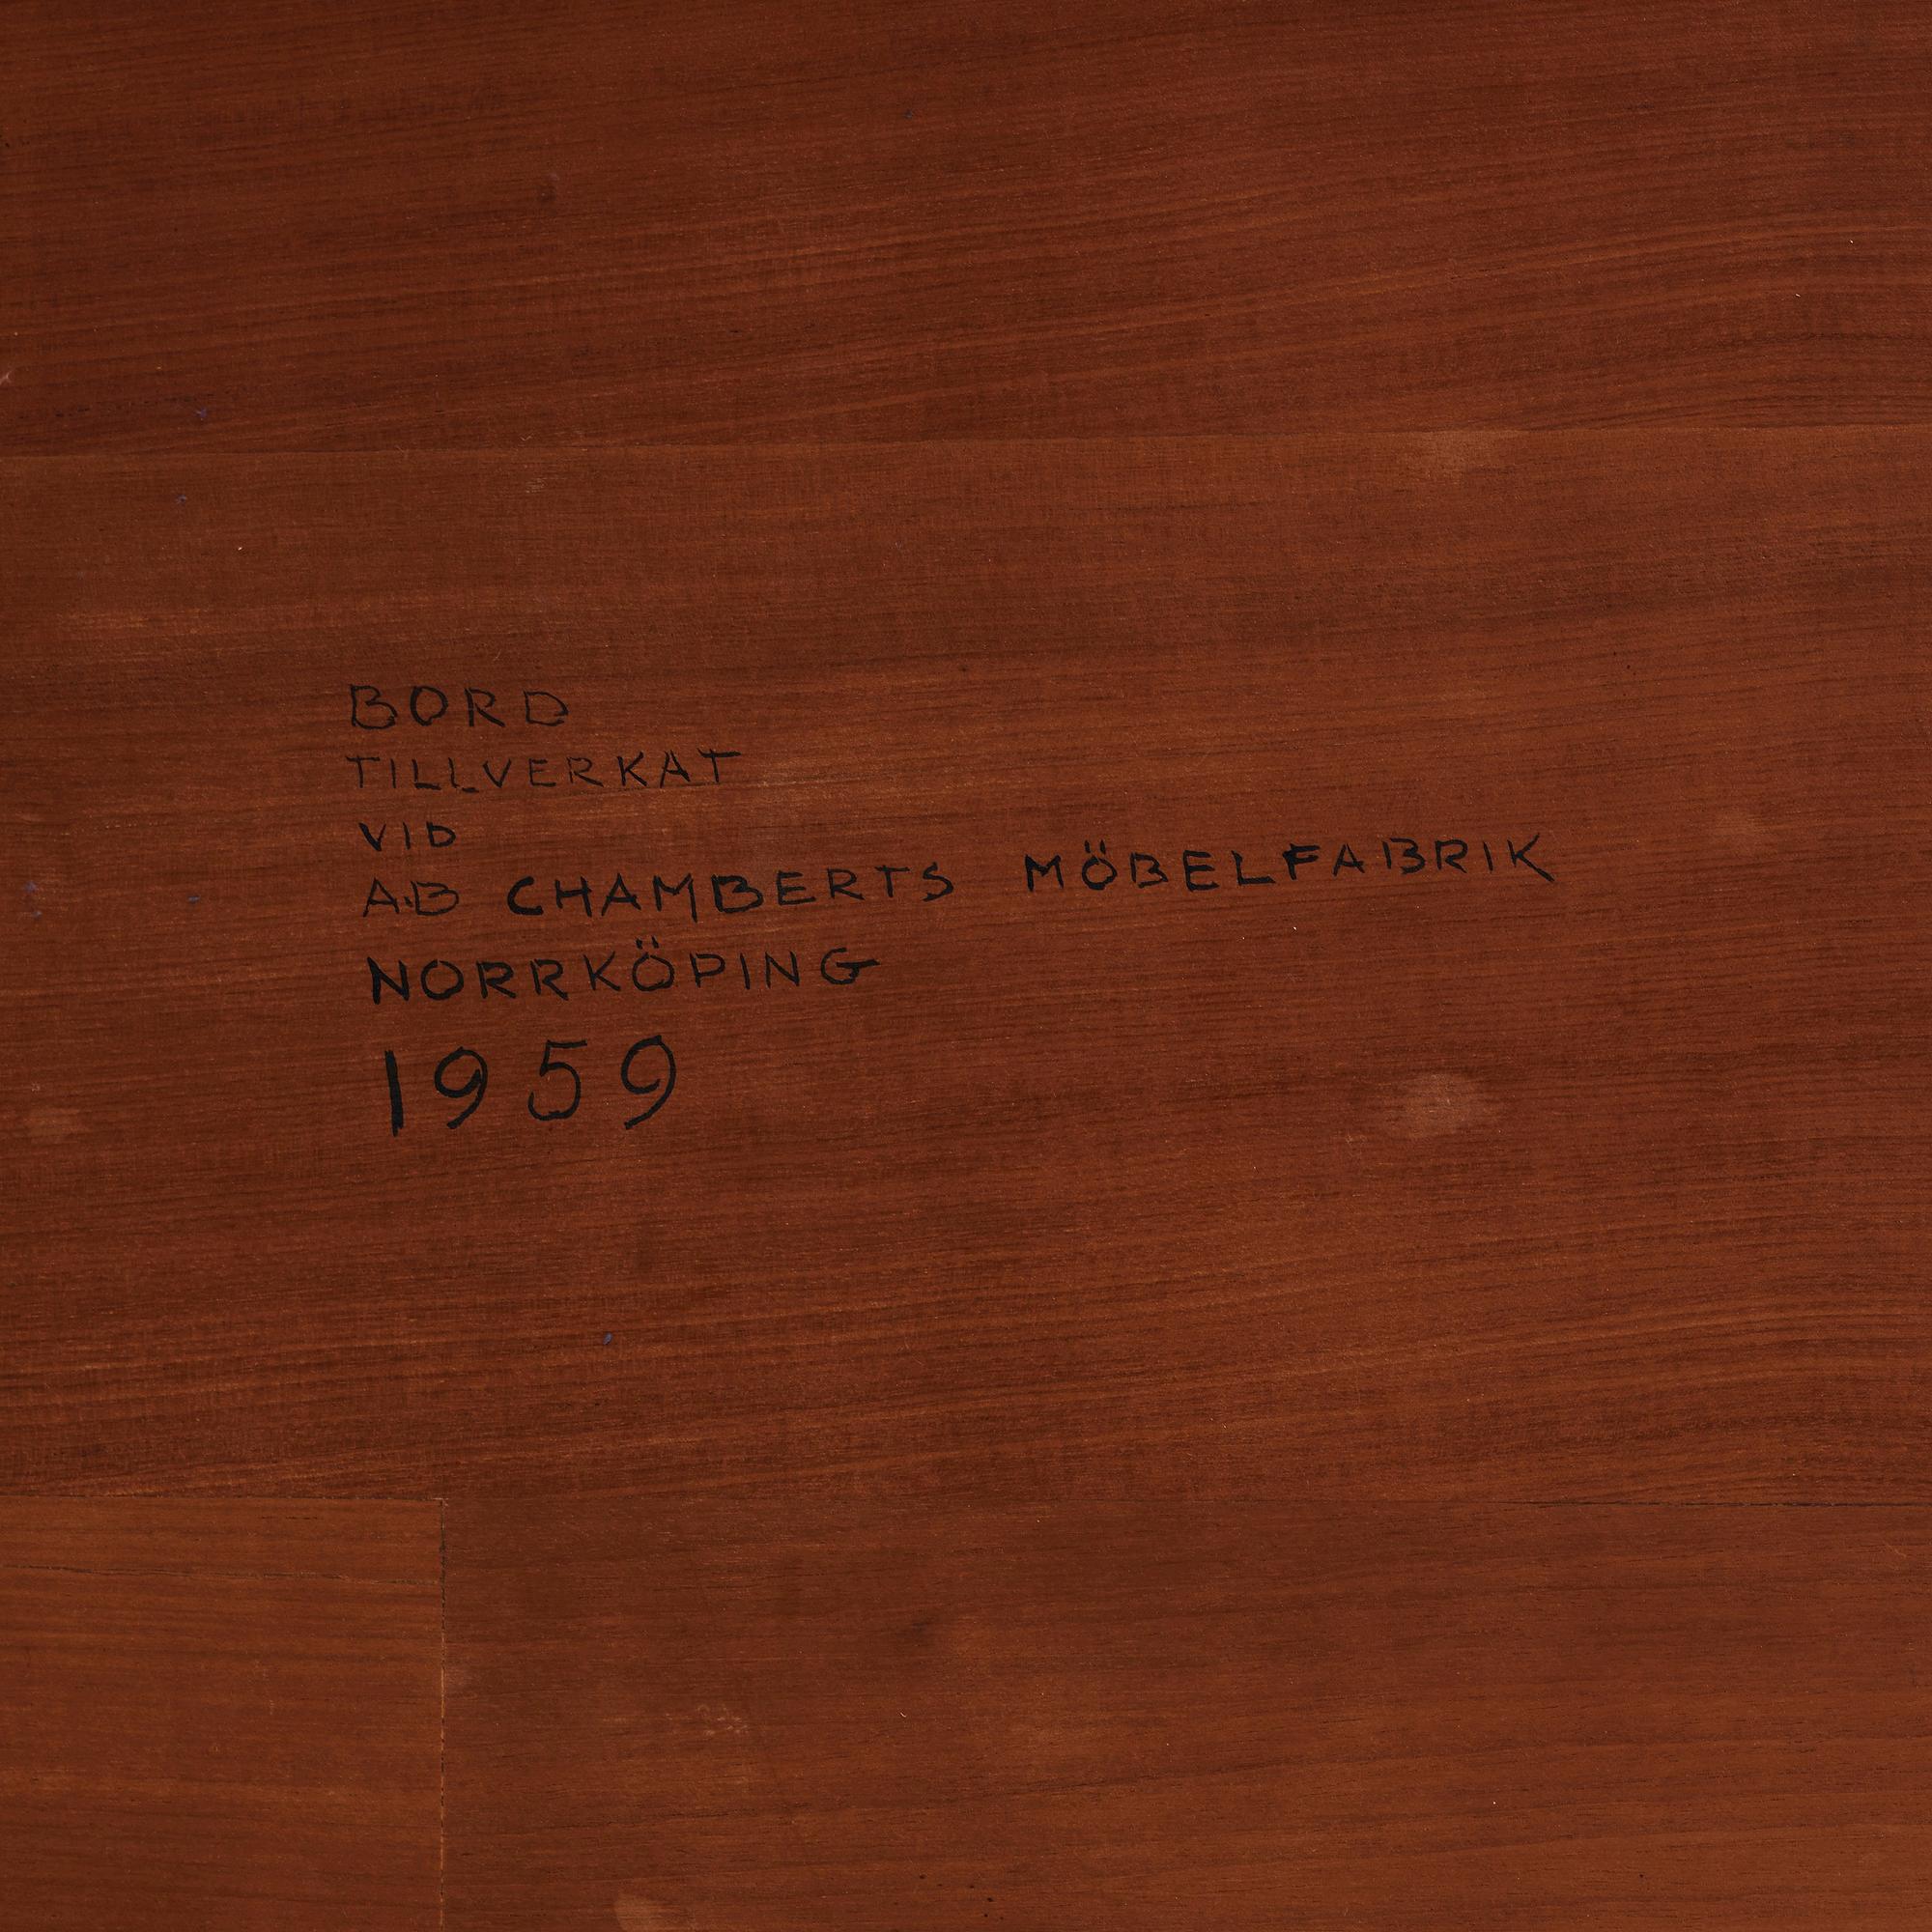 BORD
TILLVERKAT
VID
A.B CHAMBERTS MÖBELFABRIK
NORRKÖPING
1959